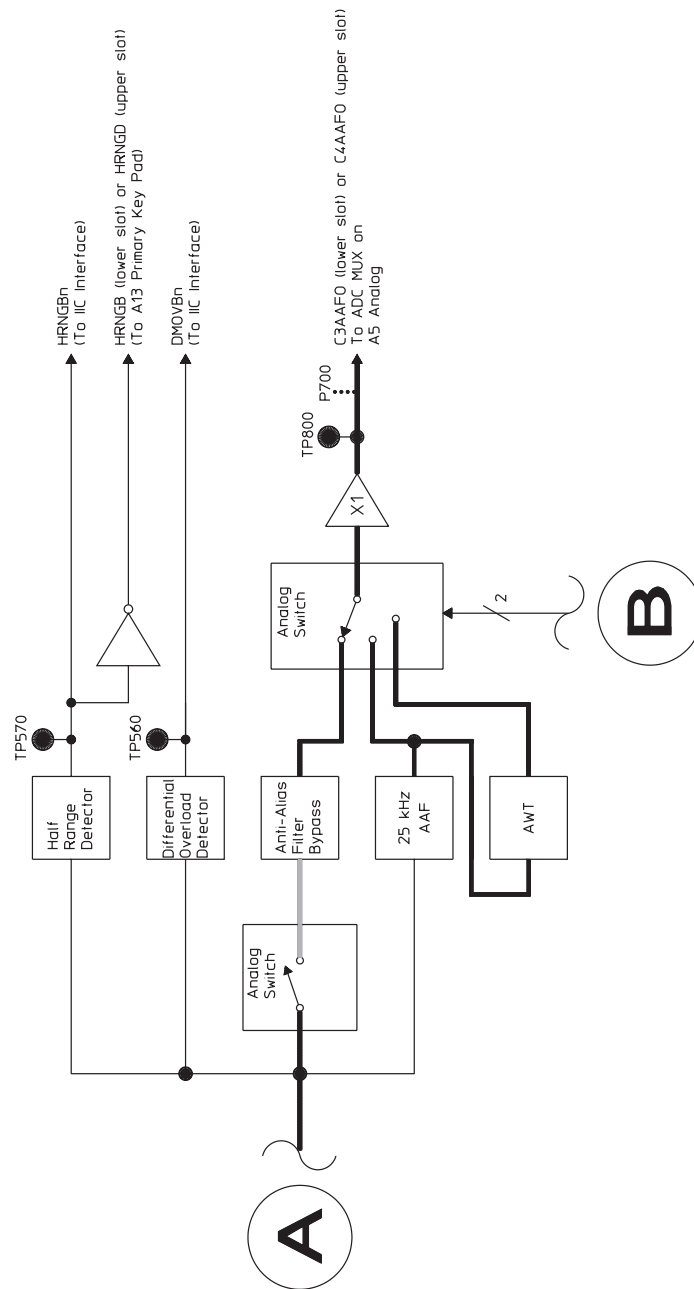 HRNGBn
(To IIC Interface)
HRNGB (lower slot) or HRNGD (upper slot)
(To A13 Primary Key Pad)
DMOVBn
(To IIC Interface)
TP570
Half
Range
Detector
TP560
Differential
Overload
Detector
C3AAFO (lower slot) or C4AAFO (upper slot)
To ADC MUX on
A5 Analog
P700
TP800
X1
Analog
Switch
Anti-Alias
Filter
Bypass
Analog
Switch
25 kHz
AAF
AWT
2
A
B